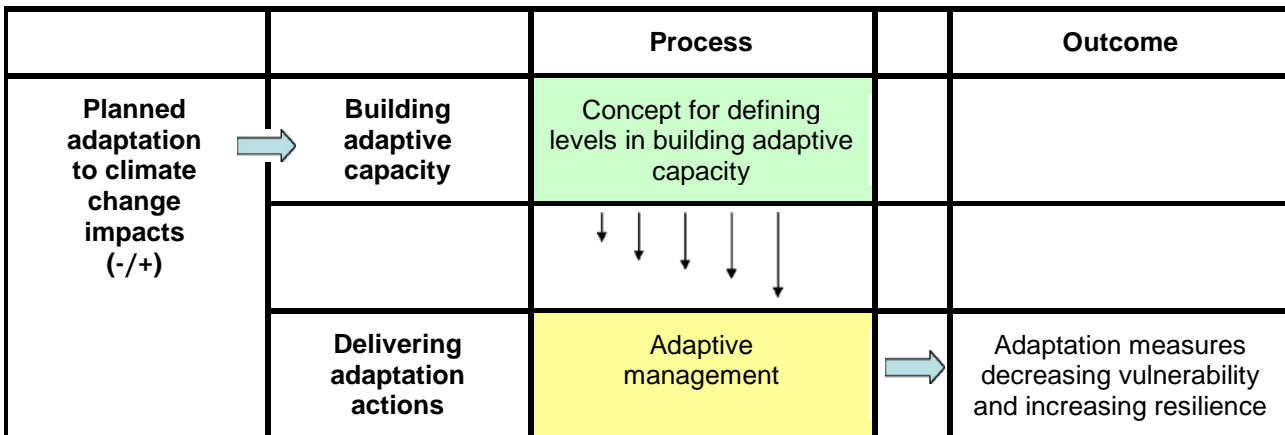 Process
Outcome
Planned
adaptation
to climate
change
impacts
(-/+)
Building
adaptive
capacity
Concept for defining
levels in building adaptive
capacity
Delivering
adaptation
actions
Adaptive
management
Adaptation measures
decreasing vulnerability
and increasing resilience